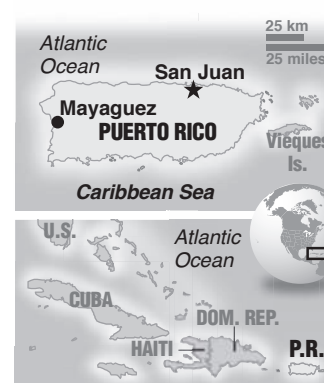 25 km
25 miles
Atlantic
Ocean
San Juan
Mayaguez
PUERTO RICO
Vieques
Is.
Caribbean Sea
U.S.
Atlantic
Ocean
CUBA
DOM. REP.
HAITI
P.R.